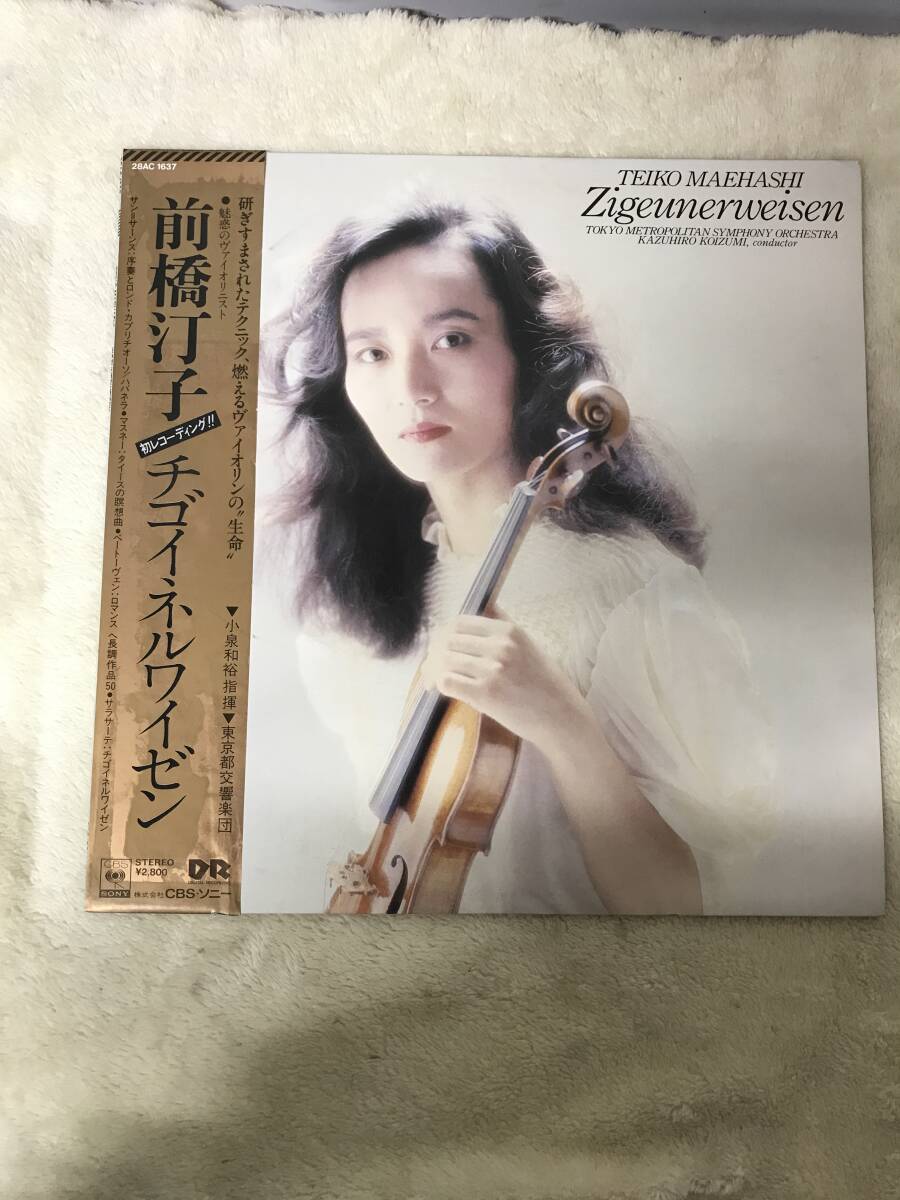 28AC 1637
研ぎすまされたテクニック、燃えるヴァイオリンの〝生命〟
●魅惑のヴァイオリニスト
前橋汀子
初レコーディング!!
チゴイネルワイゼン
サン=サーンス:序奏とロンド・カプリチオーソ/ハバネラ●マスネー:タイースの瞑想曲●ベートーヴェン:ロマンス ヘ長調作品50●サラサーテ:チゴイネルワイゼン
▼小泉和裕指揮▼東京都交響楽団
CBS
SONY
STEREO
¥2,800
DR
DIGITAL RECORDING
株式会社CBS・ソニー
TEIKO MAEHASHI
Zigeunerweisen
TOKYO METROPOLITAN SYMPHONY ORCHESTRA
KAZUHIRO KOIZUMI, conductor